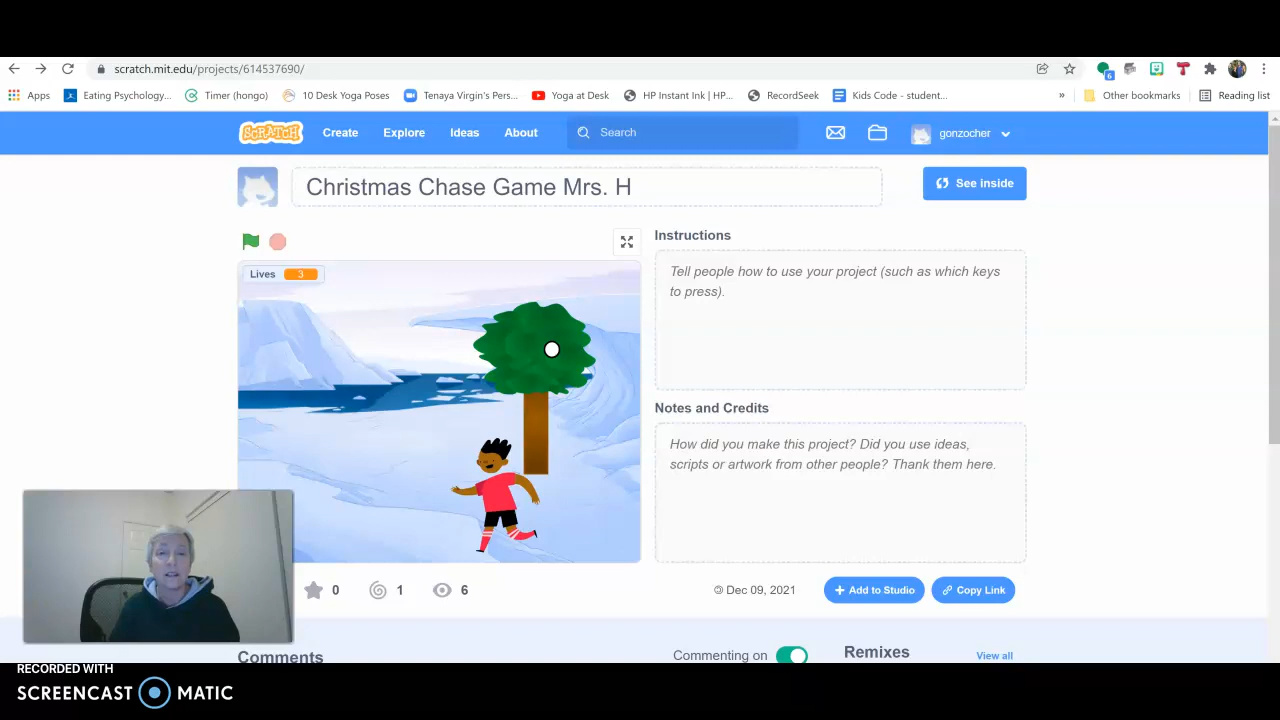 scratch.mit.edu/projects/614537690/
6
Apps Eating Psychology... Timer (hongo) 10 Desk Yoga Poses Tenaya Virgin's Pers... Yoga at Desk HP Instant Ink | HP... RecordSeek Kids Code - student... » Other bookmarks Reading list
SCRATCH Create Explore Ideas About Search gonzocher
Christmas Chase Game Mrs. H
See inside
Instructions
Lives 3
Tell people how to use your project (such as which keys
to press).
Notes and Credits
How did you make this project? Did you use ideas,
scripts or artwork from other people? Thank them here.
0 1 6 © Dec 09, 2021 Add to Studio Copy Link
Comments Commenting on Remixes View all
RECORDED WITH
SCREENCAST MATIC